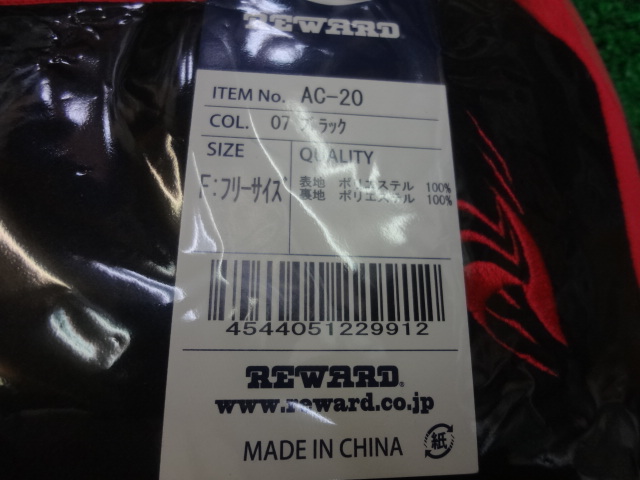 REWARD
ITEM No. AC-20
COL. 07 ブラック
SIZE QUALITY
F:フリーサイズ 表地 ポリエステル 100%
裏地 ポリエステル 100%
4544051229912
REWARD®
www.reward.co.jp
MADE IN CHINA 紙